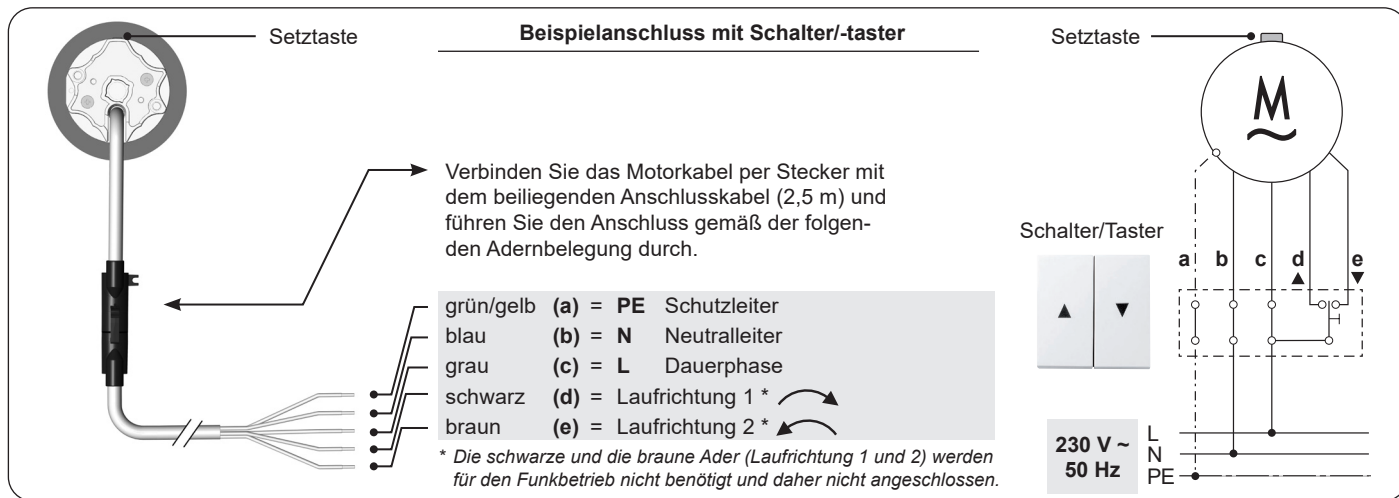 Setztaste
Beispielanschluss mit Schalter/-taster
Verbinden Sie das Motorkabel per Stecker mit
dem beiliegenden Anschlusskabel (2,5 m) und
führen Sie den Anschluss gemäß der folgen-
den Adernbelegung durch.
grün/gelb (a) = PE Schutzleiter
blau (b) = N Neutralleiter
grau (c) = L Dauerphase
schwarz (d) = Laufrichtung 1 *
braun (e) = Laufrichtung 2 *
* Die schwarze und die braune Ader (Laufrichtung 1 und 2) werden
für den Funkbetrieb nicht benötigt und daher nicht angeschlossen.
Setztaste
M
Schalter/Taster
a b c d e
▲ ▼
▲ ▼
230 V ~
50 Hz
L
N
PE